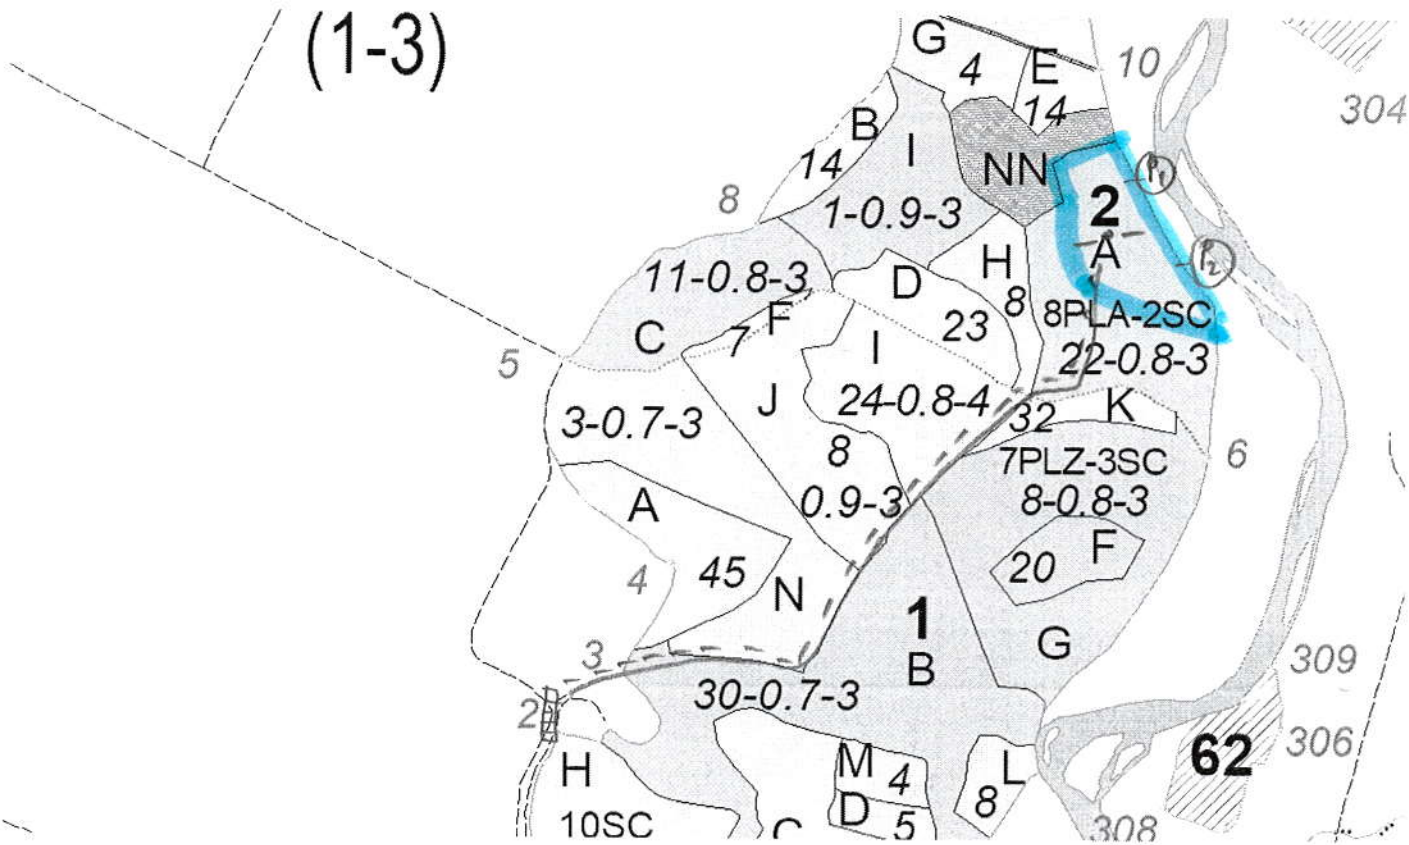 (1-3)
G
4
E
14
10
304
B
14
I
NN
P1
8
1-0.9-3
2
A
P2
11-0.8-3
H
8
D
23
F
7
C
8PLA-2SC
22-0.8-3
5
I
J
24-0.8-4
32
K
3-0.7-3
8
0.9-3
7PLZ-3SC
8-0.8-3
6
A
45
4
N
20
F
1
B
G
3
30-0.7-3
309
2
306
62
H
10SC
M
4
D
5
L
8
C
308